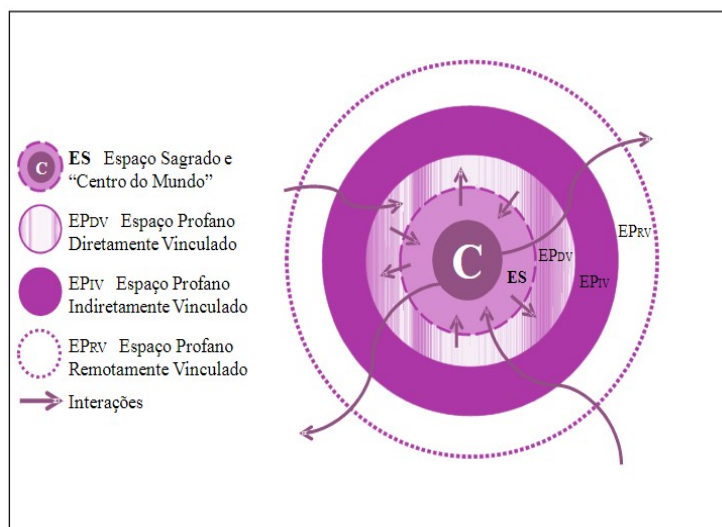 C
ES Espaço Sagrado e
“Centro do Mundo”
EPDV Espaço Profano
Diretamente Vinculado
EPIV Espaço Profano
Indiretamente Vinculado
EPRV Espaço Profano
Remotamente Vinculado
Interações
C
ES
EPDV
EPIV
EPRV